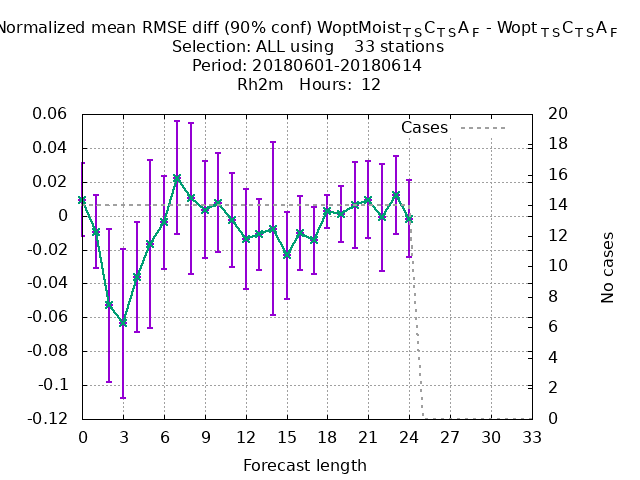 Normalized mean RMSE diff (90% conf) WoptMoist_TSC_TSA_F - Wopt_TSC_TSA_F
Selection: ALL using 33 stations
Period: 20180601-20180614
Rh2m Hours: 12
Cases
0.06
0.04
0.02
0
-0.02
-0.04
-0.06
-0.08
-0.1
-0.12
20
18
16
14
12
10
8
6
4
2
0
No cases
0 3 6 9 12 15 18 21 24 27 30 33
Forecast length